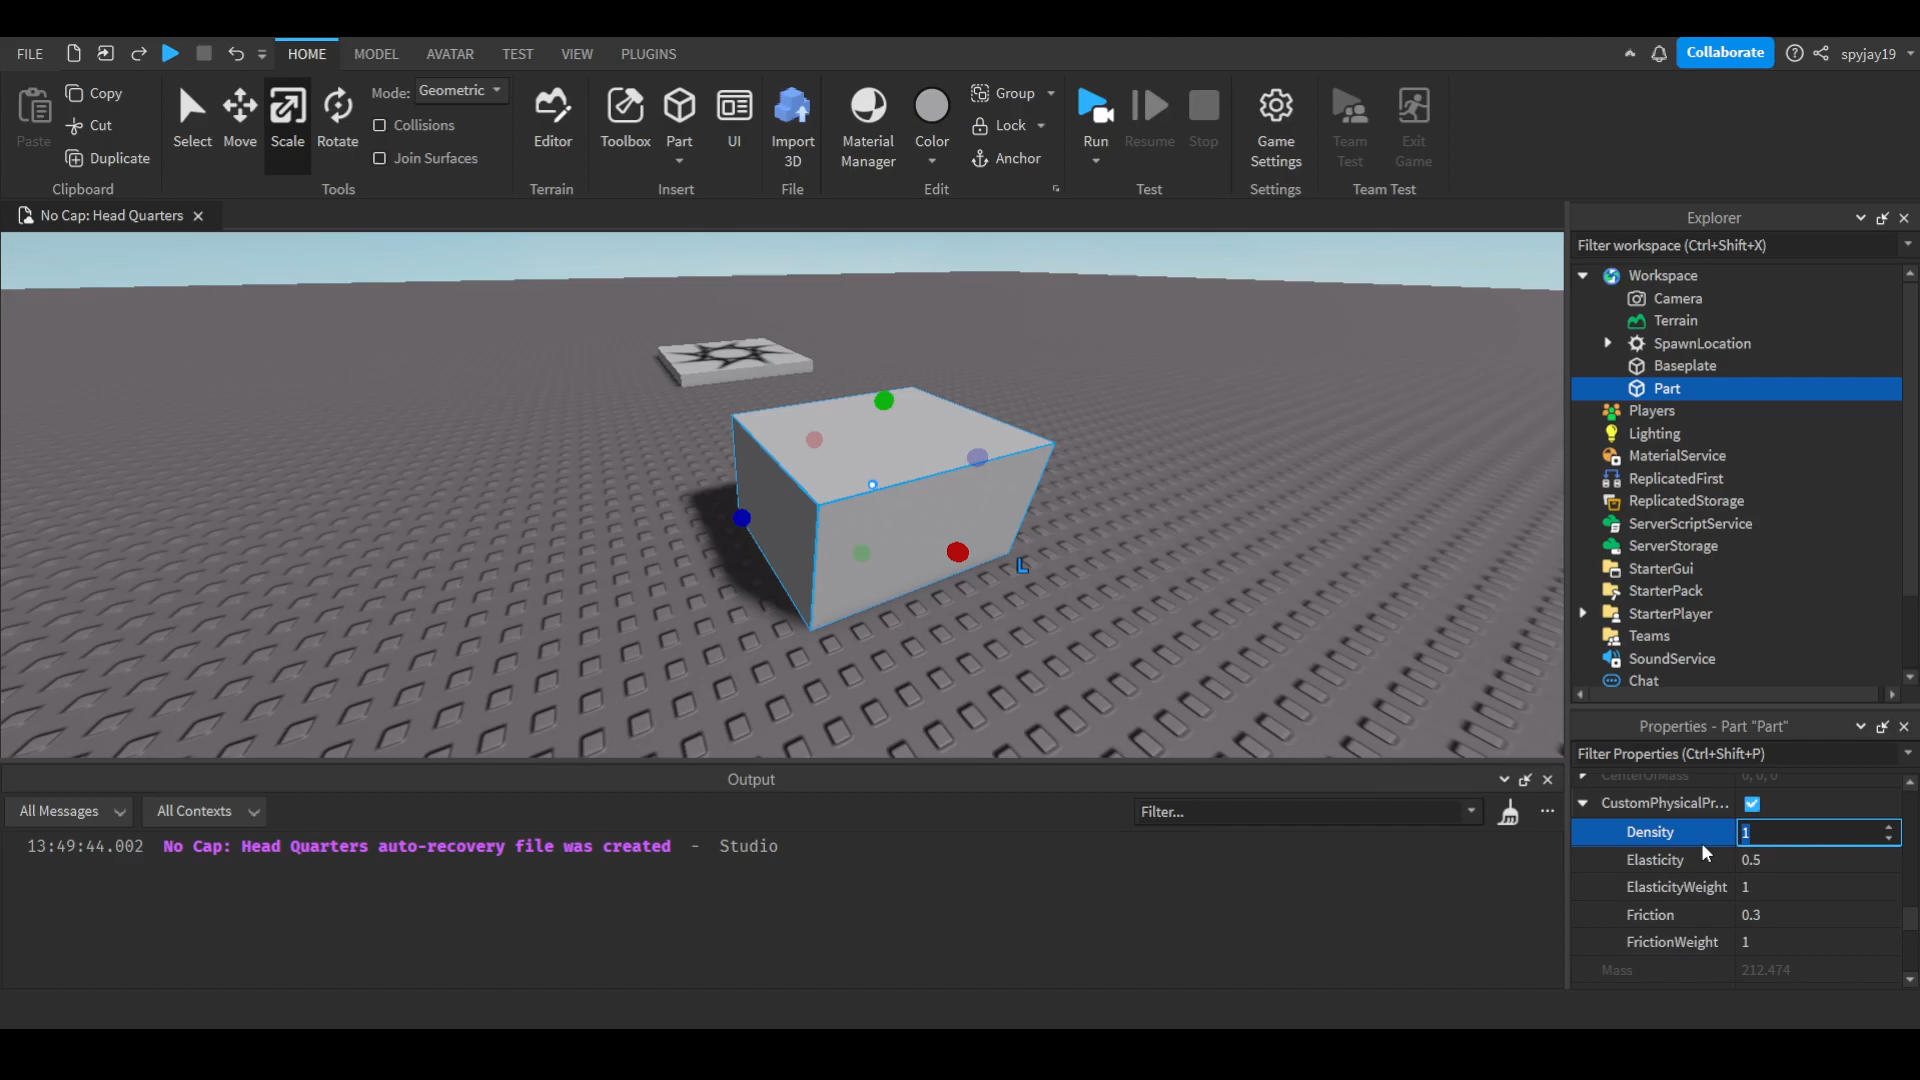 FILE HOME MODEL AVATAR TEST VIEW PLUGINS Collaborate spyjay19
Paste Copy Cut Duplicate
Clipboard
Select Move Scale Rotate
Mode: Geometric
Collisions
Join Surfaces
Tools
Editor
Terrain
Toolbox Part UI
Insert
Import 3D
File
Material Manager Color
Group
Lock
Anchor
Edit
Run Resume Stop
Test
Game Settings
Settings
Team Test Exit Game
Team Test
No Cap: Head Quarters
L
Explorer
Filter workspace (Ctrl+Shift+X)
Workspace
Camera
Terrain
SpawnLocation
Baseplate
Part
Players
Lighting
MaterialService
ReplicatedFirst
ReplicatedStorage
ServerScriptService
ServerStorage
StarterGui
StarterPack
StarterPlayer
Teams
SoundService
Chat
Properties - Part "Part"
Filter Properties (Ctrl+Shift+P)
CenterOfMass 0, 0, 0
CustomPhysicalPr...
Density 1
Elasticity 0.5
ElasticityWeight 1
Friction 0.3
FrictionWeight 1
Mass 212.474
Output
All Messages All Contexts Filter...
13:49:44.002 No Cap: Head Quarters auto-recovery file was created - Studio